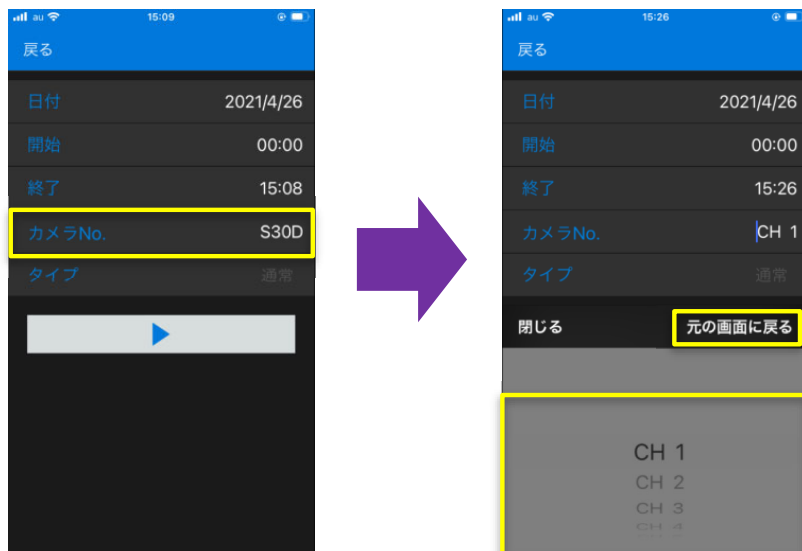 au 15:09
戻る
日付 2021/4/26
開始 00:00
終了 15:08
カメラNo. S30D
タイプ 通常
au 15:26
戻る
日付 2021/4/26
開始 00:00
終了 15:26
カメラNo. CH 1
タイプ 通常
閉じる 元の画面に戻る
CH 1
CH 2
CH 3
CH 4